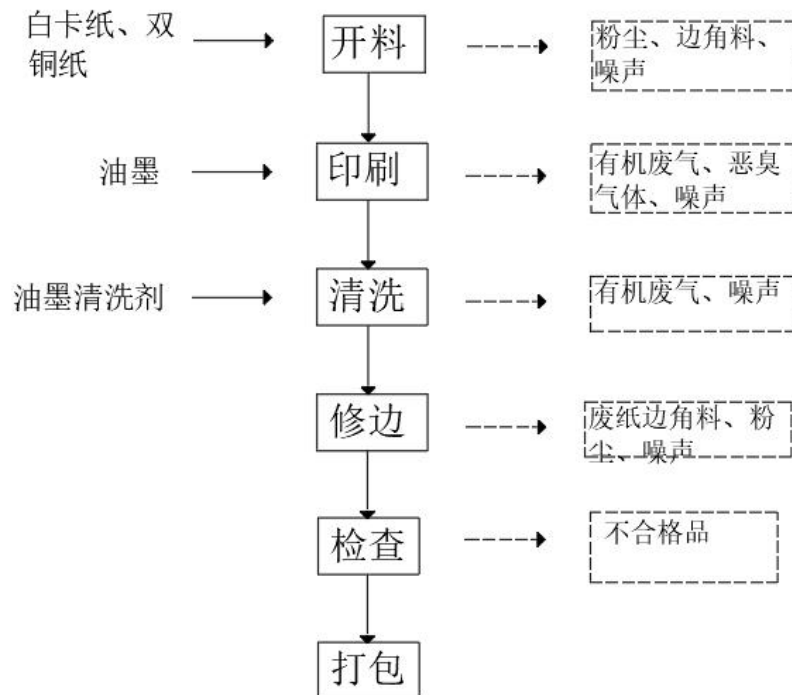 白卡纸、双
铜纸
开料
粉尘、边角料、
噪声
油墨
印刷
有机废气、恶臭
气体、噪声
油墨清洗剂
清洗
有机废气、噪声
修边
废纸边角料、粉
尘、噪声
检查
不合格品
打包